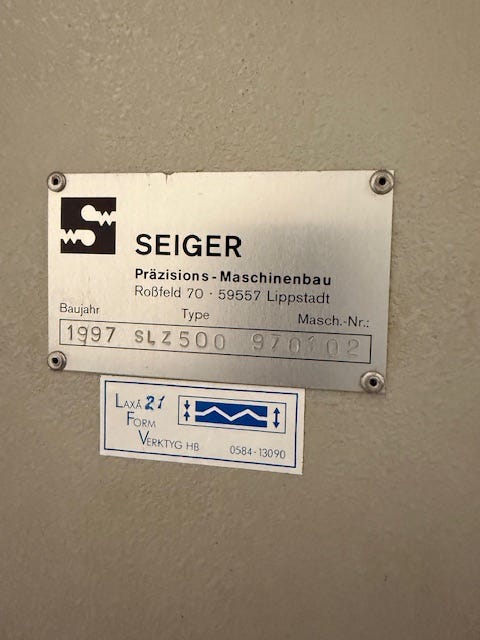 SEIGER
Präzisions-Maschinenbau
Roßfeld 70 · 59557 Lippstadt
Baujahr Type Masch.-Nr.:
1997 SLZ500 970102
LAXÅ 21
FORM
VERKTYG HB 0584-13090